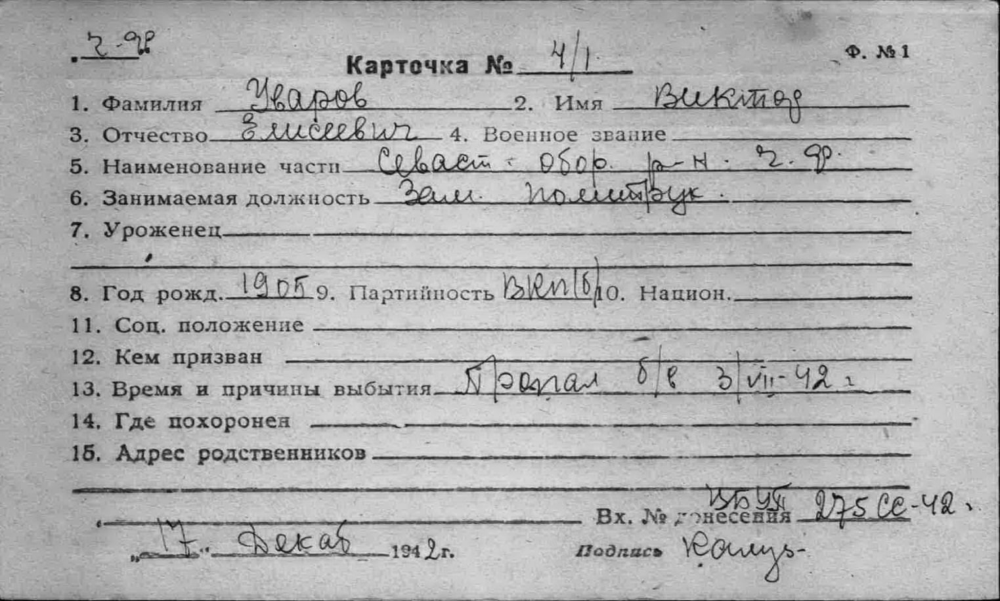 ч-ф
Карточка № 4/1
Ф. № 1
1. Фамилия Уваров 2. Имя Виктор
3. Отчество Елисеевич 4. Военное звание
5. Наименование части Севаст. обор. р-н. ч. ф.
6. Занимаемая должность Зам. политрук.
7. Уроженец
8. Год рожд. 1905 9. Партийность ВКП/б/ 10. Национ.
11. Соц. положение
12. Кем призван
13. Время и причины выбытия Пропал б/в 3/VII-42 г
14. Где похоронен
15. Адрес родственников
Вх. № донесения 275 СС-42.
„17" Декаб 1942 г.
Подпись